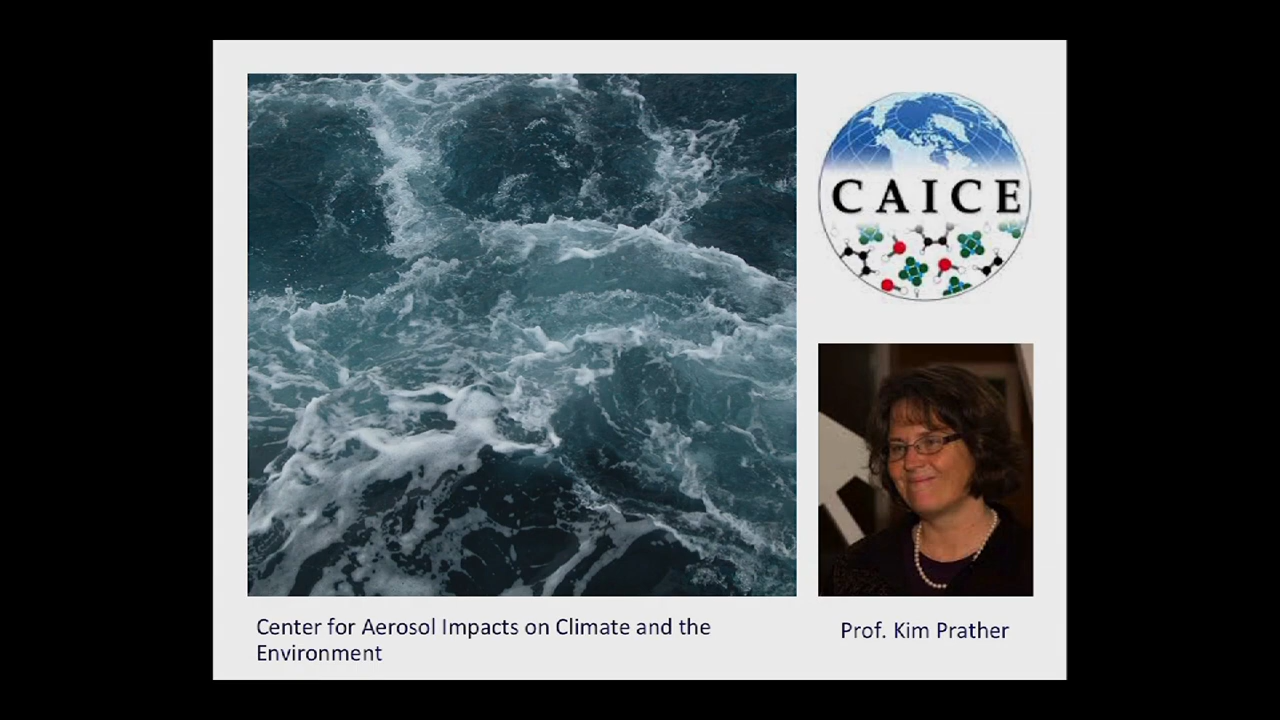 CAICE
Center for Aerosol Impacts on Climate and the
Environment
Prof. Kim Prather